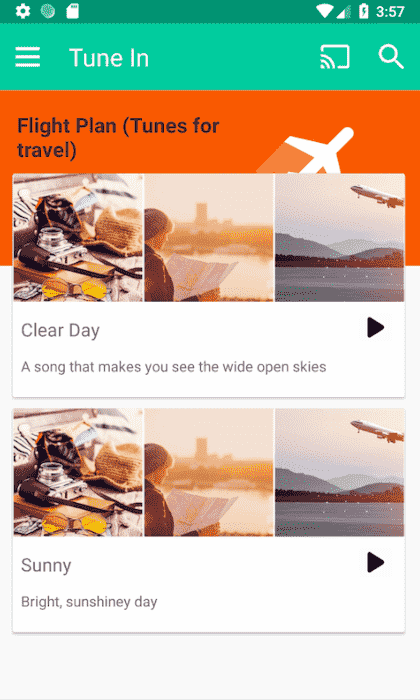 3:57
Tune In
Flight Plan (Tunes for
travel)
Clear Day
A song that makes you see the wide open skies
Sunny
Bright, sunshiney day